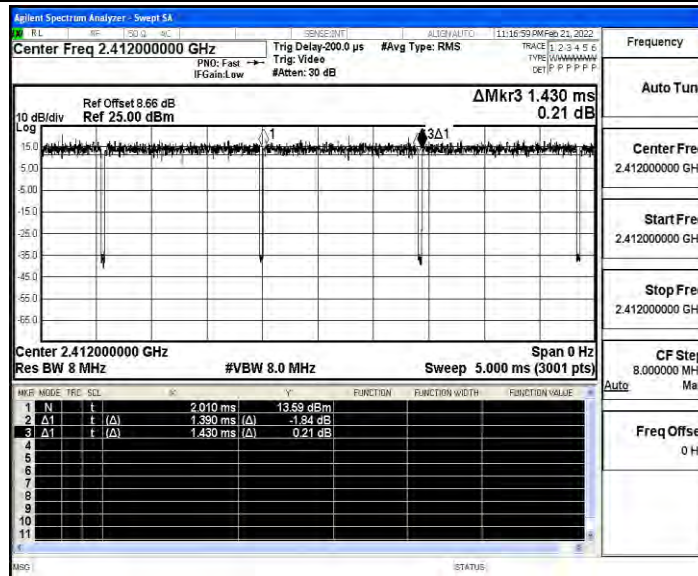 Agilent Spectrum Analyzer - Swept SA
RL RF 50 Ω AC SENSE:INT ALIGN AUTO 11:16:59 PM Feb 21, 2022
Center Freq 2.412000000 GHz
PNO: Fast
IFGain:Low
Trig Delay-200.0 µs
Trig: Video
#Atten: 30 dB
#Avg Type: RMS
TRACE 1 2 3 4 5 6
TYPE WWWWWW
DET P P P P P P
Ref Offset 8.66 dB
10 dB/div Ref 25.00 dBm
Log
ΔMkr3 1.430 ms
0.21 dB
1
3Δ1
15.0
5.00
-5.00
-15.0
-25.0
-35.0
-45.0
-55.0
-65.0
Center 2.412000000 GHz Span 0 Hz
Res BW 8 MHz #VBW 8.0 MHz Sweep 5.000 ms (3001 pts)
MKR MODE TRC SCL X Y FUNCTION FUNCTION WIDTH FUNCTION VALUE
1 N t 2.010 ms 13.59 dBm
2 Δ1 t (Δ) 1.390 ms (Δ) -1.84 dB
3 Δ1 t (Δ) 1.430 ms (Δ) 0.21 dB
4
5
6
7
8
9
10
11
MSG STATUS
Frequency
Auto Tun
Center Fre
2.412000000 GH
Start Fre
2.412000000 GH
Stop Fre
2.412000000 GH
CF Step
8.000000 MH
Auto Ma
Freq Offse
0 H